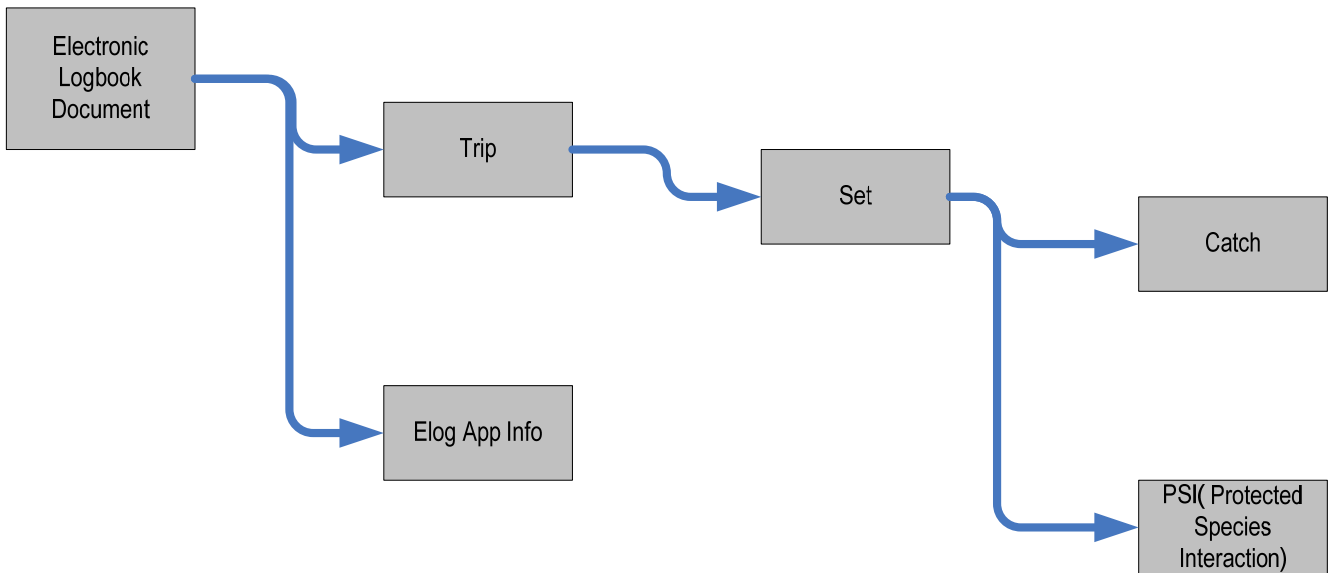 Electronic
Logbook
Document
Trip
Set
Catch
Elog App Info
PSI( Protected
Species
Interaction)